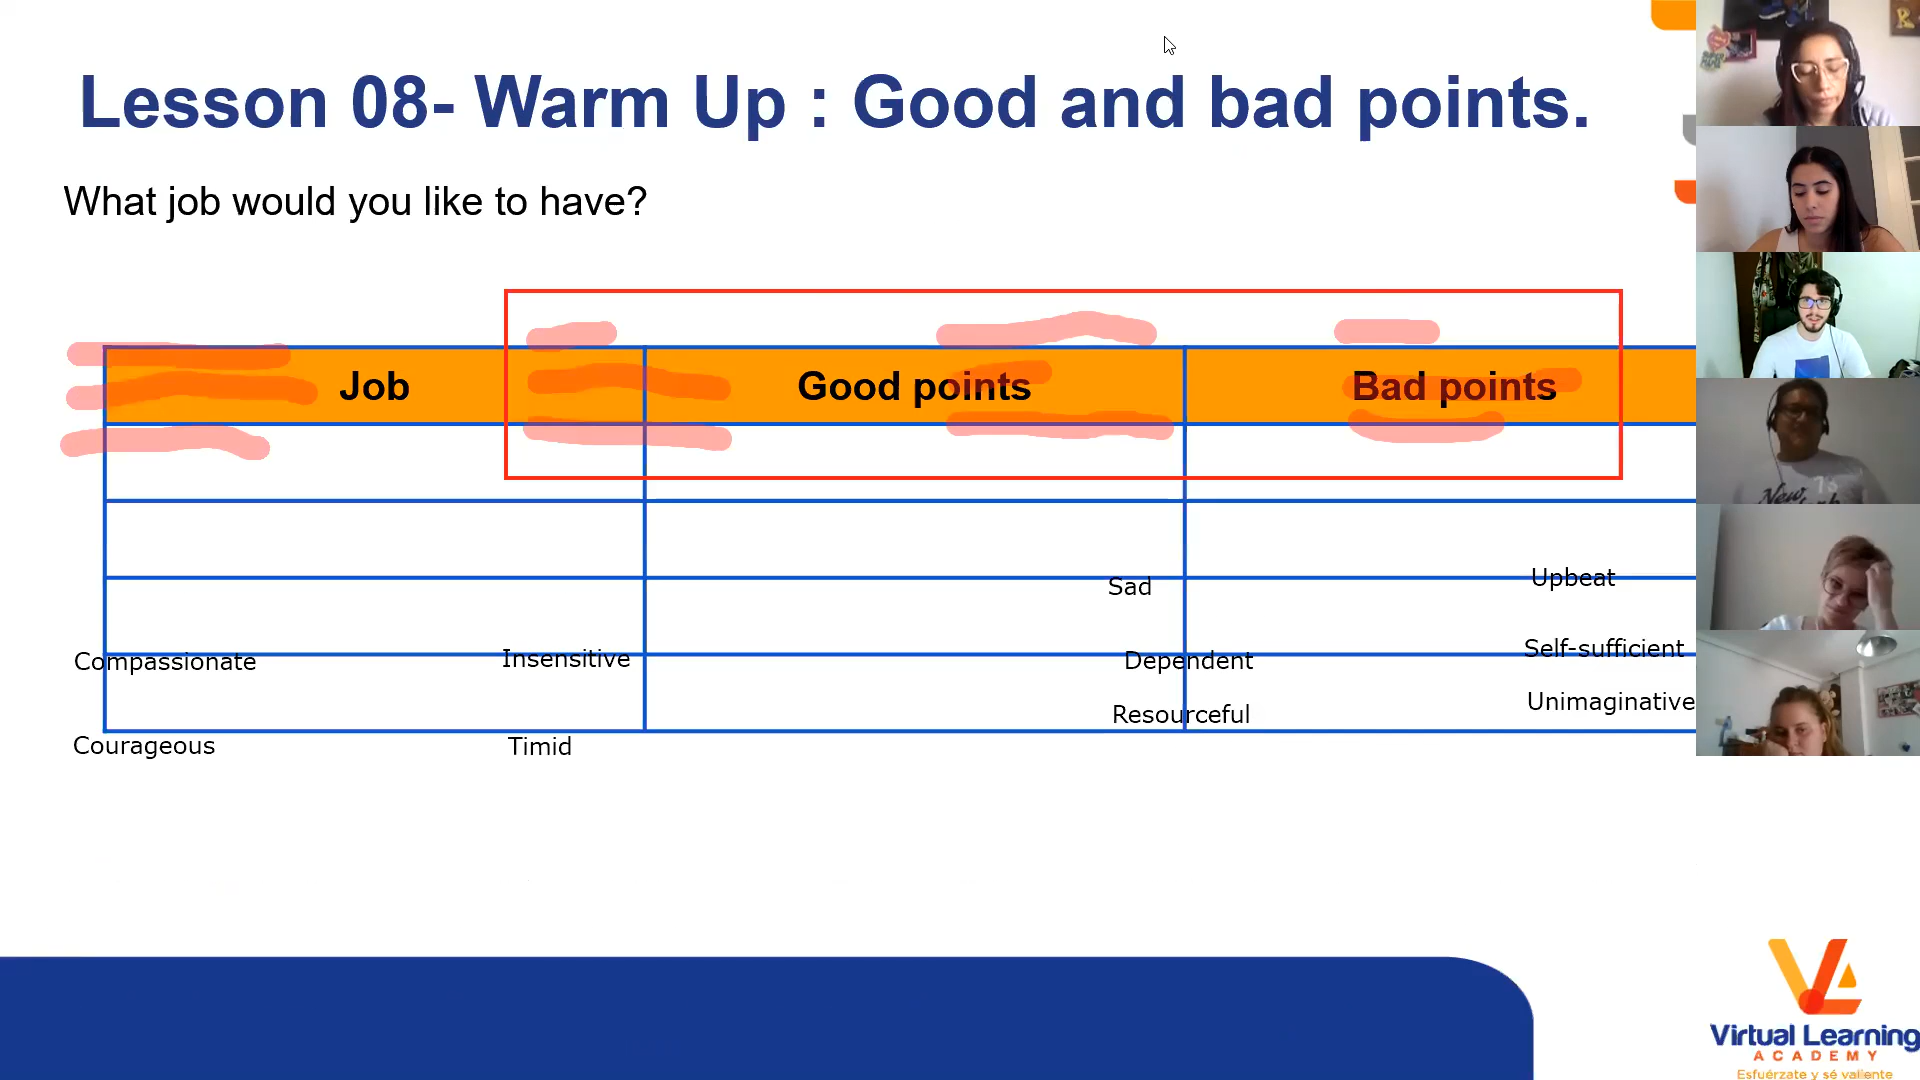 Lesson 08- Warm Up : Good and bad points.
What job would you like to have?
Job Good points Bad points
Sad Upbeat
Compassionate Insensitive Dependent Self-sufficient
Resourceful Unimaginative
Courageous Timid
Virtual Learning
ACADEMY
Esfuérzate y sé valiente